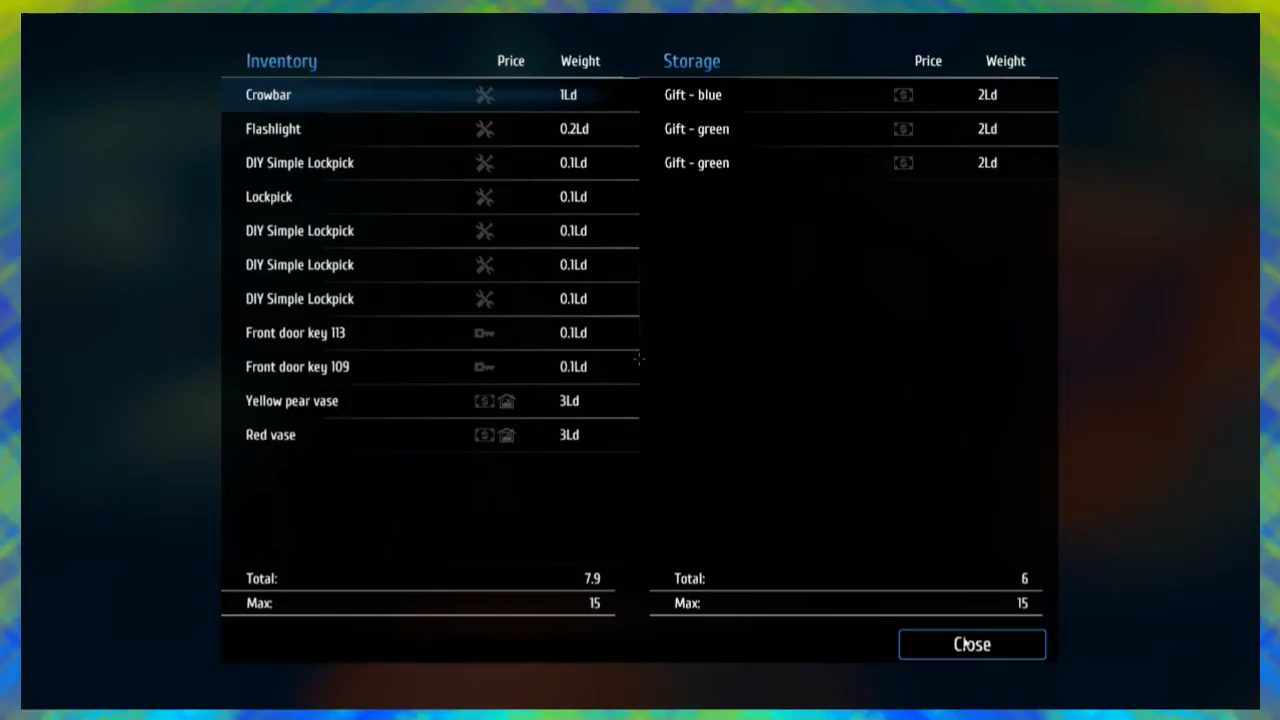 Inventory Price Weight
Crowbar 1Ld
Flashlight 0.2Ld
DIY Simple Lockpick 0.1Ld
Lockpick 0.1Ld
DIY Simple Lockpick 0.1Ld
DIY Simple Lockpick 0.1Ld
DIY Simple Lockpick 0.1Ld
Front door key 113 0.1Ld
Front door key 109 0.1Ld
Yellow pear vase 3Ld
Red vase 3Ld
Total: 7.9
Max: 15
Storage Price Weight
Gift - blue 2Ld
Gift - green 2Ld
Gift - green 2Ld
Total: 6
Max: 15
Close